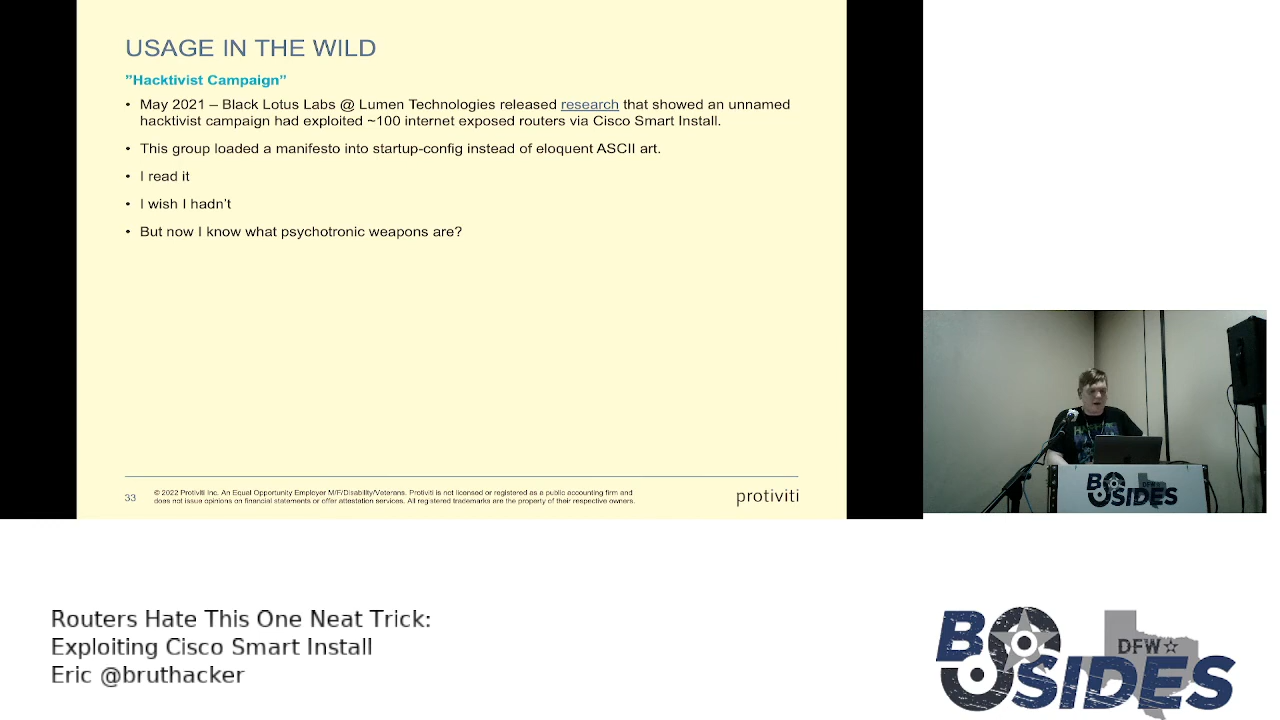 USAGE IN THE WILD
”Hacktivist Campaign”
• May 2021 – Black Lotus Labs @ Lumen Technologies released research that showed an unnamed
hacktivist campaign had exploited ~100 internet exposed routers via Cisco Smart Install.
• This group loaded a manifesto into startup-config instead of eloquent ASCII art.
• I read it
• I wish I hadn’t
• But now I know what psychotronic weapons are?
33
© 2022 Protiviti Inc. An Equal Opportunity Employer M/F/Disability/Veterans. Protiviti is not licensed or registered as a public accounting firm and
does not issue opinions on financial statements or offer attestation services. All registered trademarks are the property of their respective owners.
protiviti
BSIDES
DFW
Routers Hate This One Neat Trick:
Exploiting Cisco Smart Install
Eric @bruthacker
BSIDES
DFW